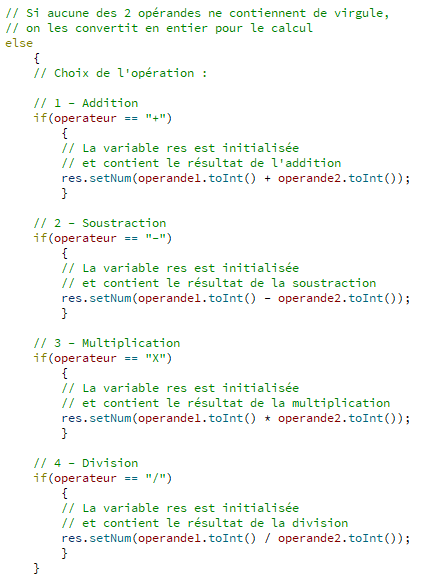 // Si aucune des 2 opérandes ne contiennent de virgule,
// on les convertit en entier pour le calcul
else
{
// Choix de l'opération :
// 1 - Addition
if(operateur == "+")
{
// La variable res est initialisée
// et contient le résultat de l'addition
res.setNum(operande1.toInt() + operande2.toInt());
}
// 2 - Soustraction
if(operateur == "-")
{
// La variable res est initialisée
// et contient le résultat de la soustraction
res.setNum(operande1.toInt() - operande2.toInt());
}
// 3 - Multiplication
if(operateur == "X")
{
// La variable res est initialisée
// et contient le résultat de la multiplication
res.setNum(operande1.toInt() * operande2.toInt());
}
// 4 - Division
if(operateur == "/")
{
// La variable res est initialisée
// et contient le résultat de la division
res.setNum(operande1.toInt() / operande2.toInt());
}
}